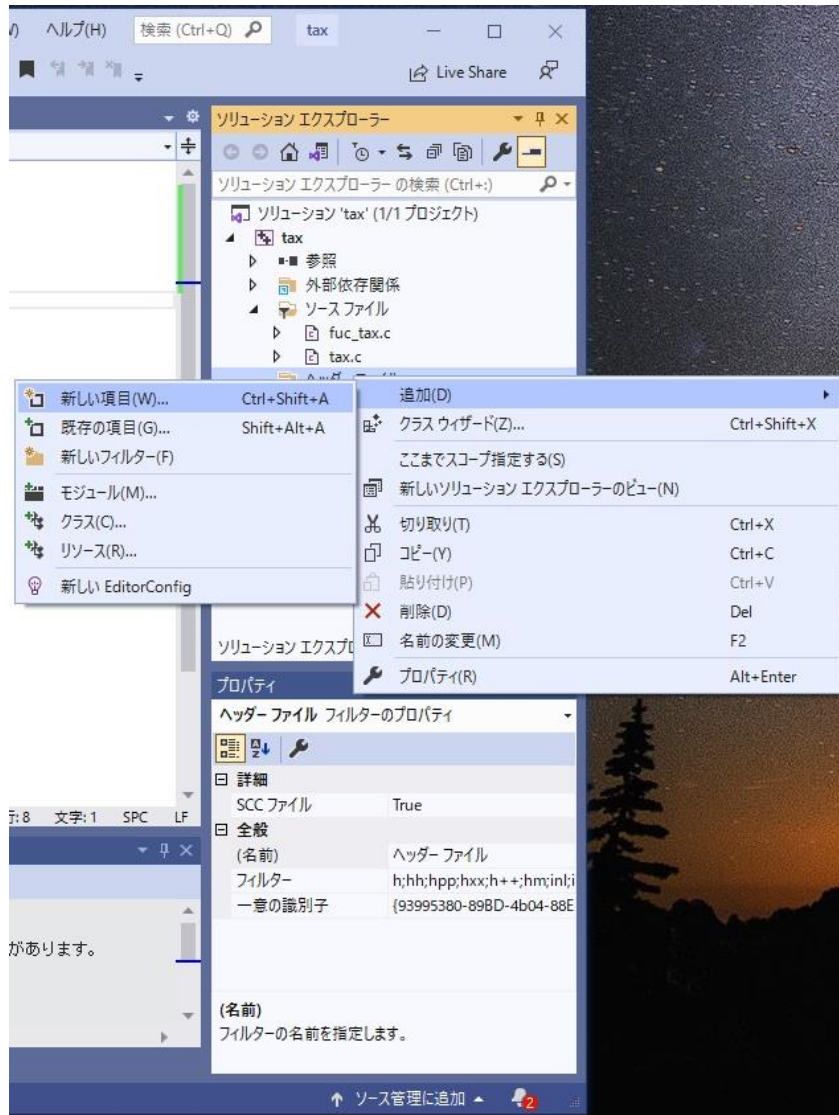 ヘルプ(H) 検索 (Ctrl+Q) tax
Live Share
ソリューション エクスプローラー
ソリューション エクスプローラー の検索 (Ctrl+:)
ソリューション 'tax' (1/1 プロジェクト)
tax
参照
外部依存関係
ソース ファイル
fuc_tax.c
tax.c
新しい項目(W)... Ctrl+Shift+A
既存の項目(G)... Shift+Alt+A
新しいフィルター(F)
モジュール(M)...
クラス(C)...
リソース(R)...
新しい EditorConfig
追加(D)
クラス ウィザード(Z)... Ctrl+Shift+X
ここまでスコープ指定する(S)
新しいソリューション エクスプローラーのビュー(N)
切り取り(T) Ctrl+X
コピー(Y) Ctrl+C
貼り付け(P) Ctrl+V
削除(D) Del
名前の変更(M) F2
プロパティ(R) Alt+Enter
ソリューション エクスプロ
プロパティ
ヘッダー ファイル フィルターのプロパティ
詳細
SCC ファイル True
全般
(名前) ヘッダー ファイル
フィルター h;hh;hpp;hxx;h++;hm;inl;i
一意の識別子 {93995380-89BD-4b04-88E
(名前)
フィルターの名前を指定します。
行: 8 文字: 1 SPC LF
があります。
ソース管理に追加 2